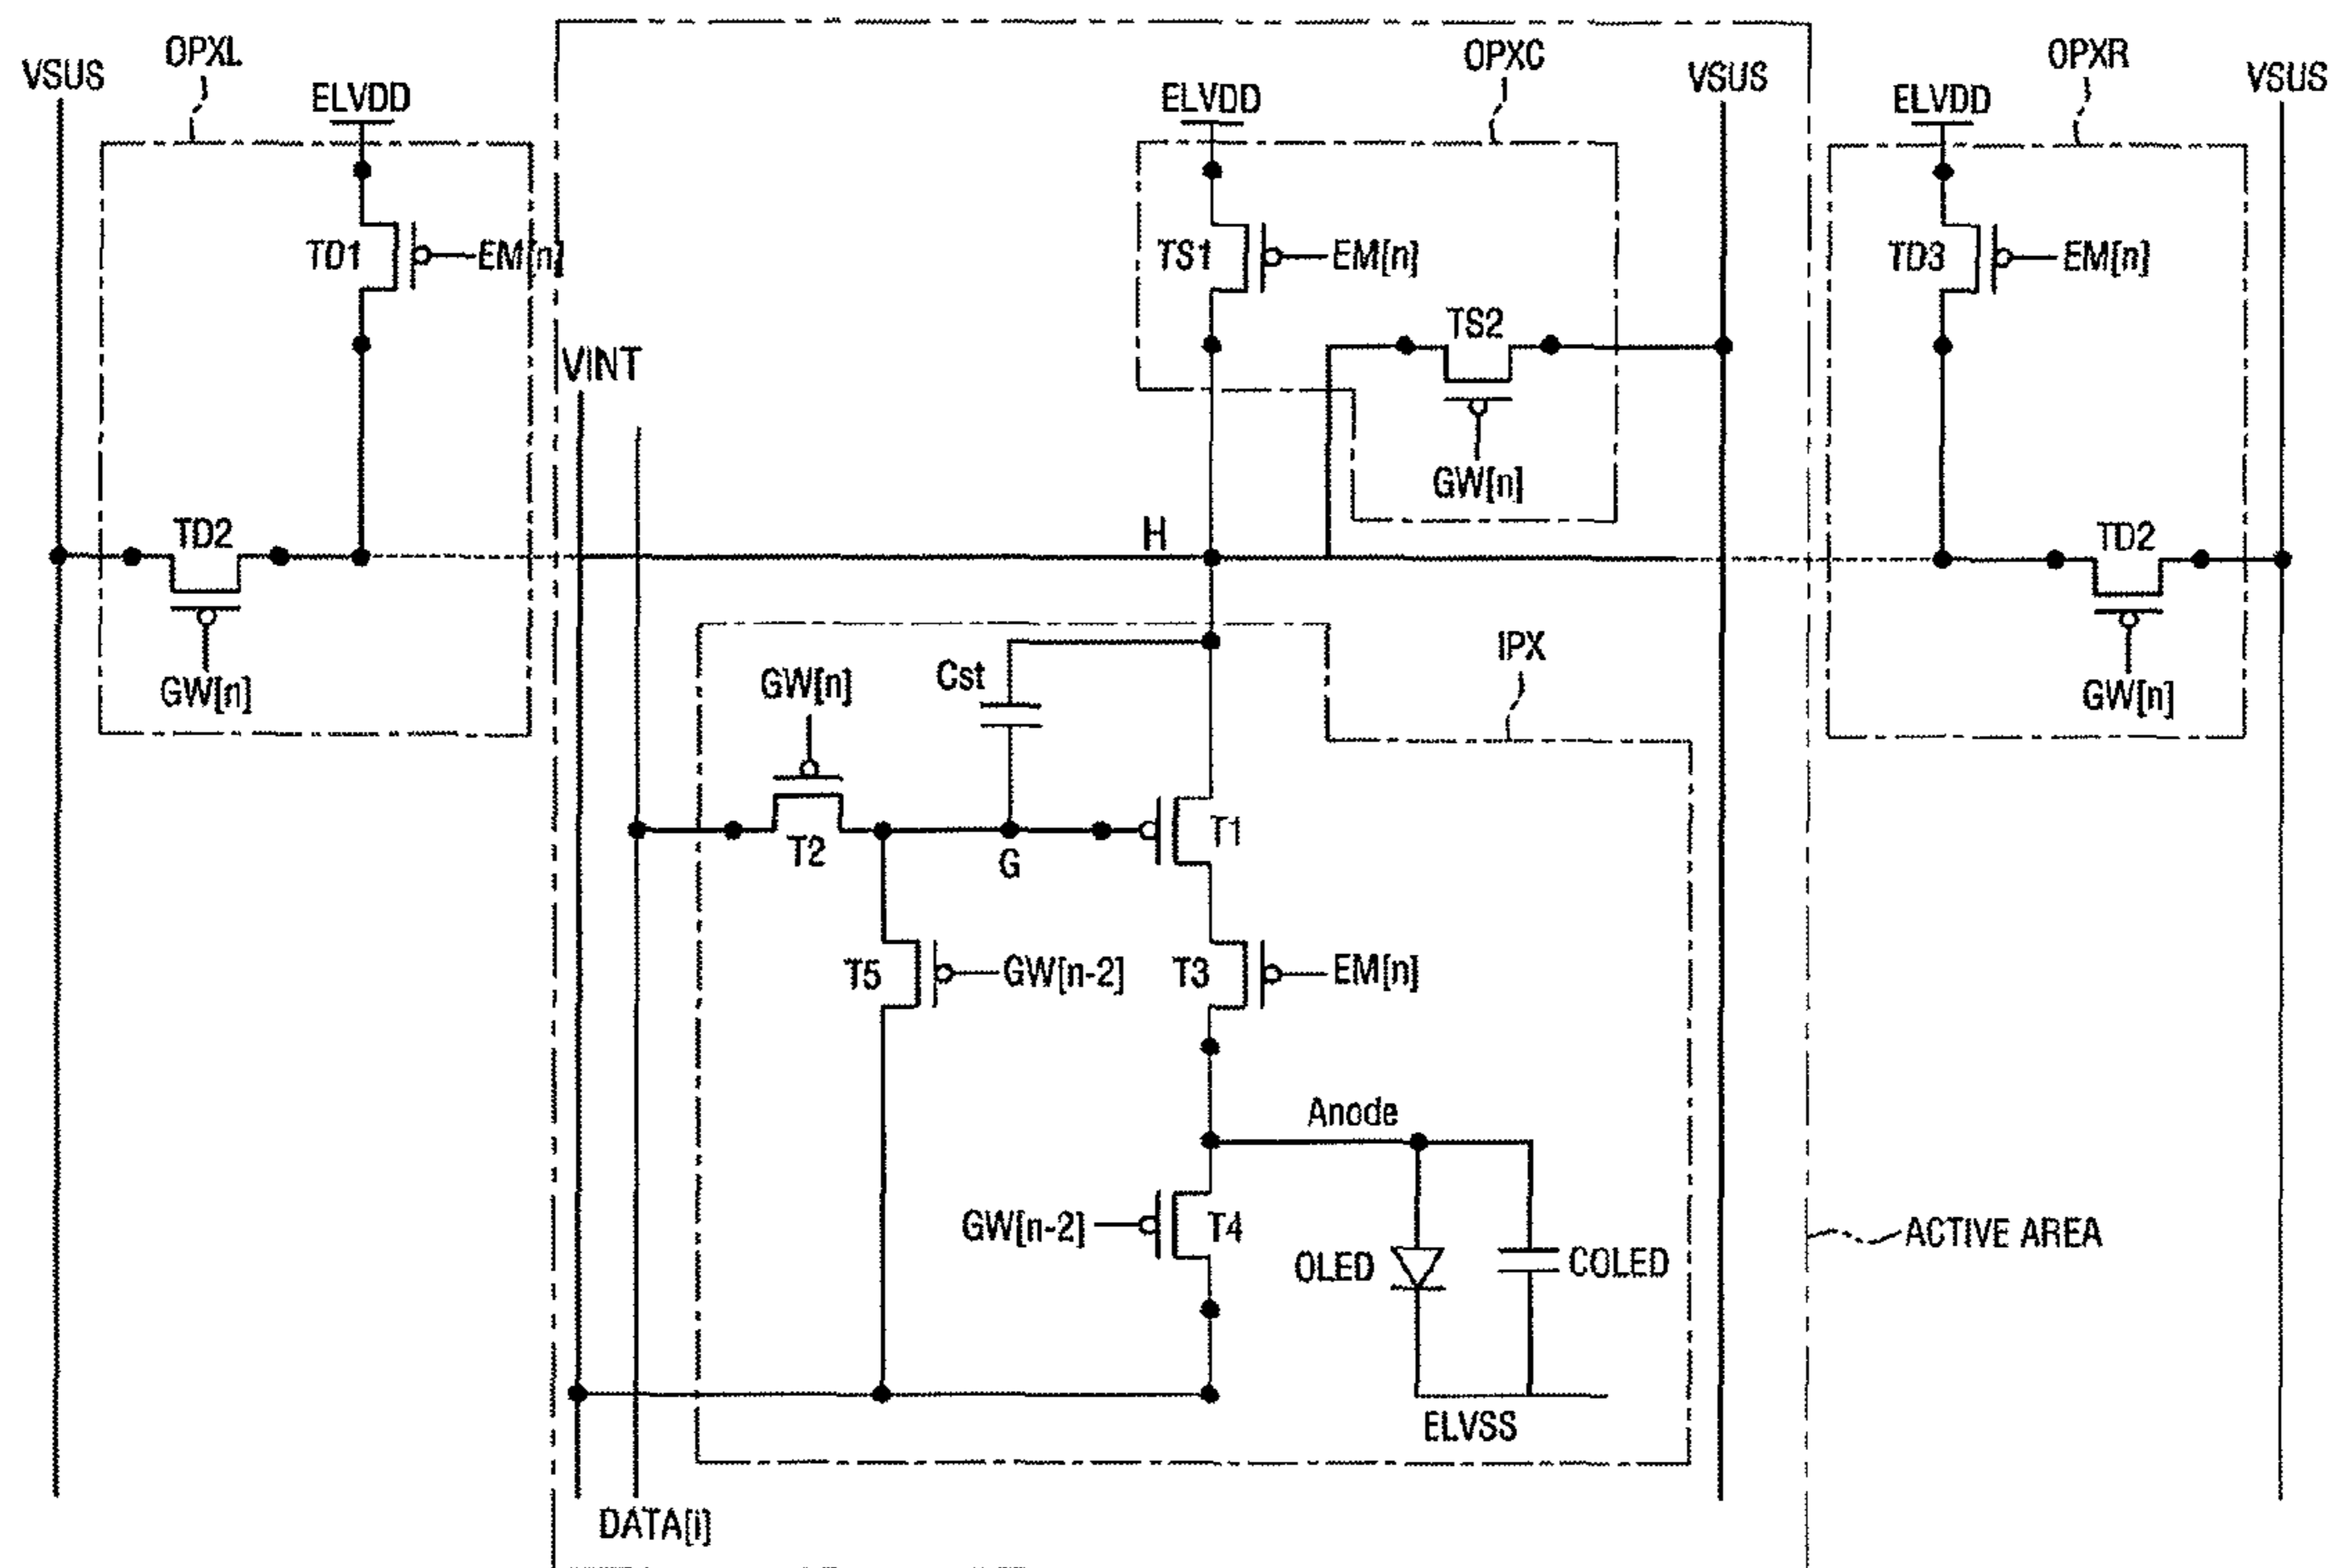 OPXL
OPXC
OPXR
VSUS
VSUS
VSUS
ELVDD
ELVDD
ELVDD
TD1
EM[n]
TS1
EM[n]
TD3
EM[n]
TS2
VINT
GW[n]
TD2
H
TD2
GW[n]
GW[n]
Cst
GW[n]
IPX
T2
G
T1
T5
GW[n-2]
T3
EM[n]
Anode
GW[n-2]
T4
OLED
COLED
ACTIVE AREA
ELVSS
DATA[i]